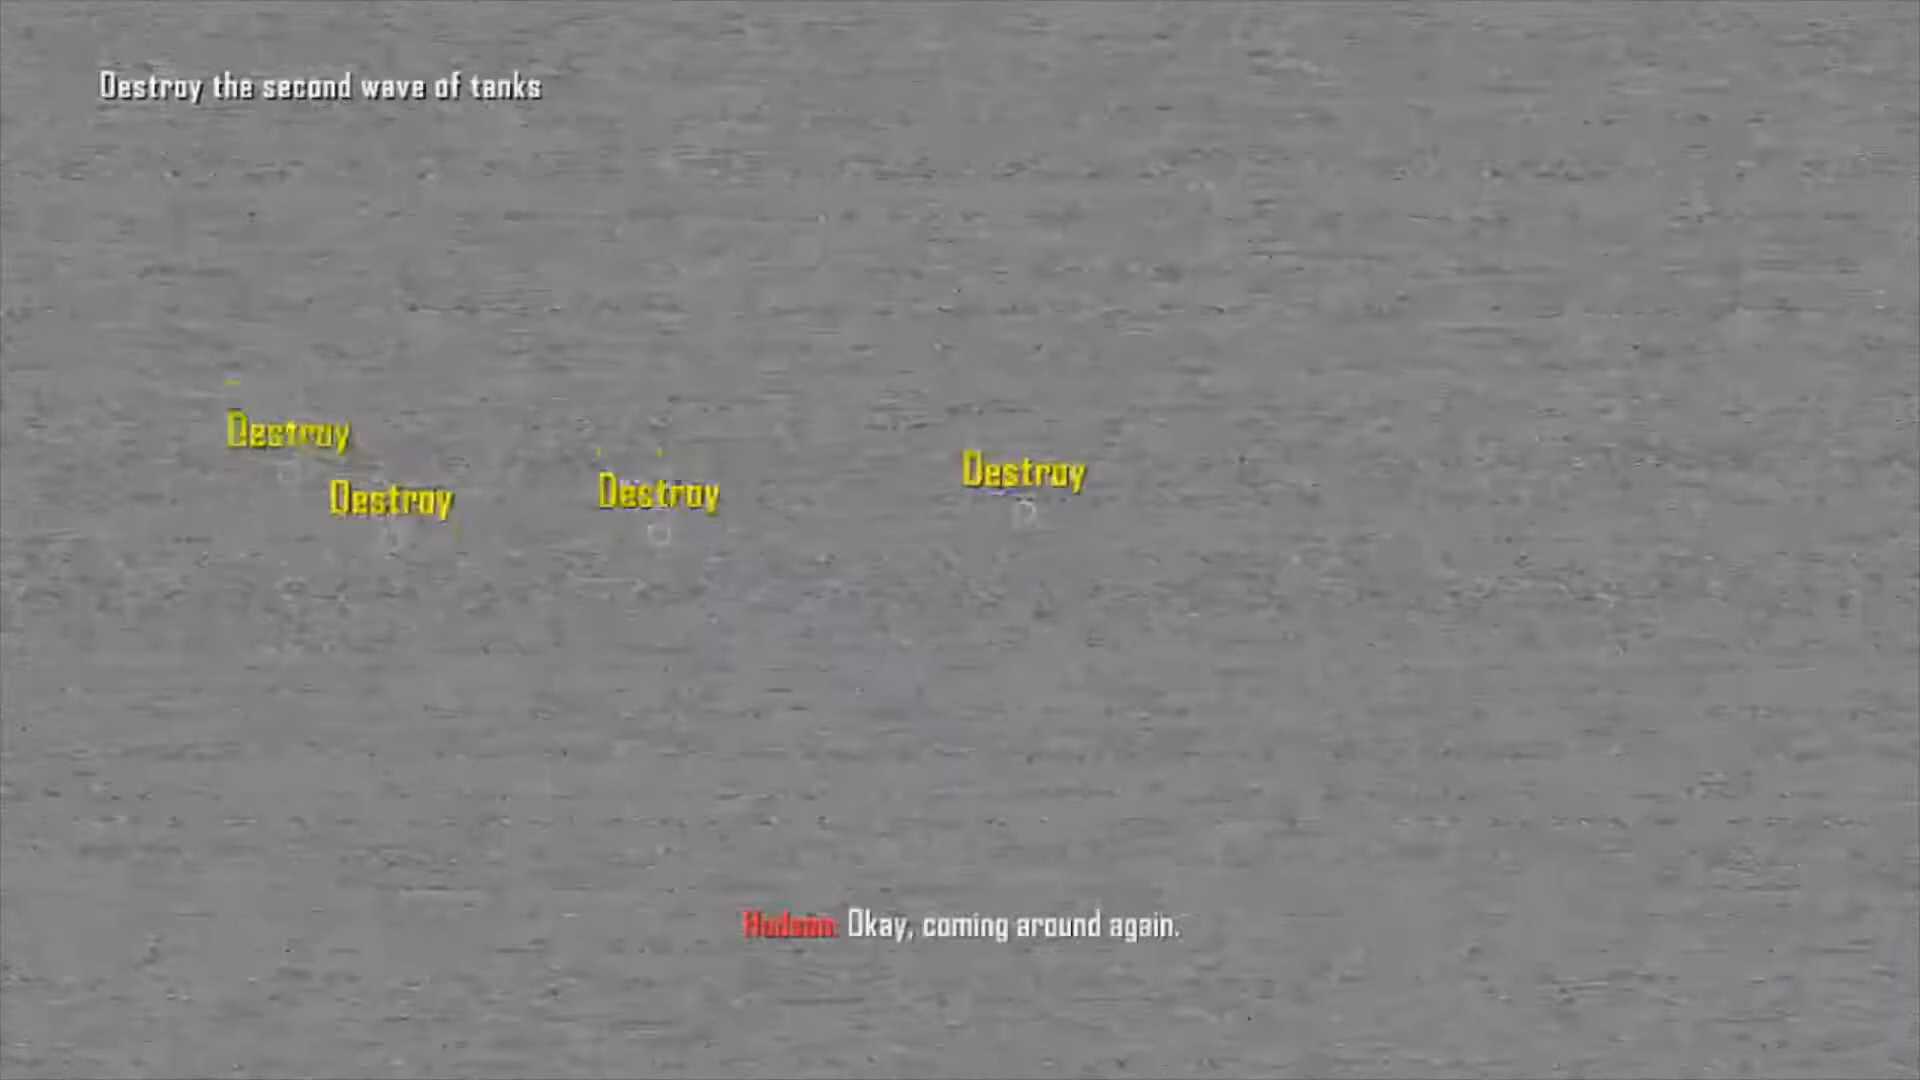 Destroy the second wave of tanks
Destroy
Destroy
Destroy
Destroy
Hudson: Okay, coming around again.